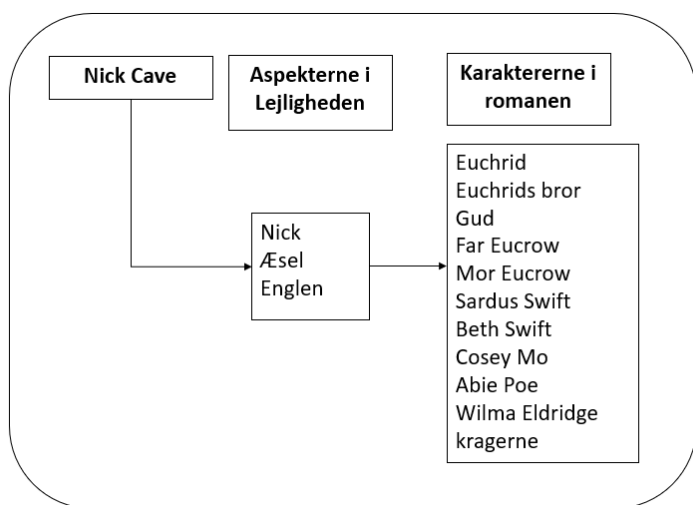 Nick Cave
Aspekterne i
Lejligheden
Karaktererne i
romanen
Nick
Æsel
Englen
Euchrid
Euchrids bror
Gud
Far Eucrow
Mor Eucrow
Sardus Swift
Beth Swift
Cosey Mo
Abie Poe
Wilma Eldridge
kragerne